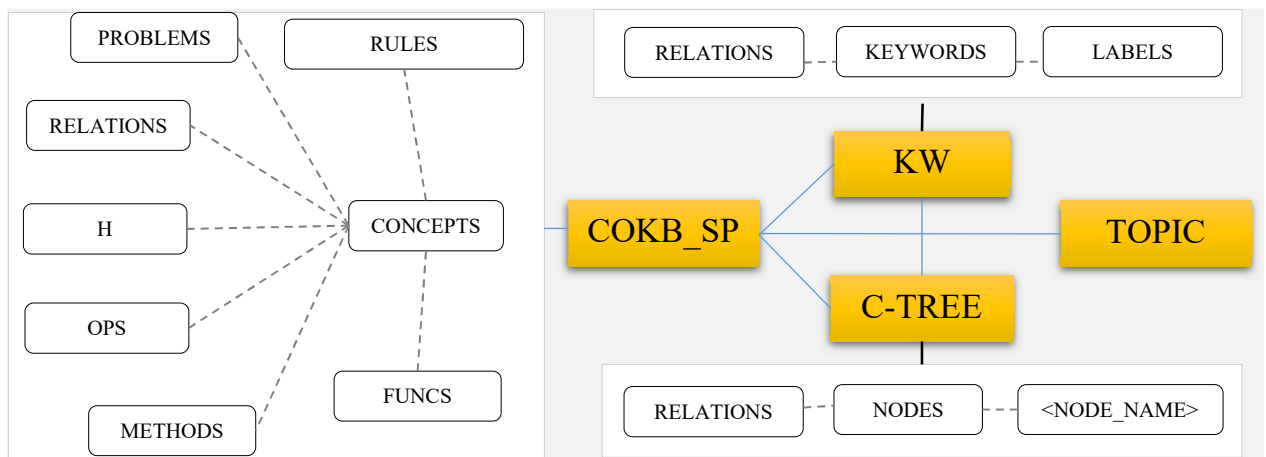 PROBLEMS
RULES
RELATIONS
H
CONCEPTS
OPS
FUNCS
METHODS
COKB_SP
RELATIONS
KEYWORDS
LABELS
KW
TOPIC
C-TREE
RELATIONS
NODES
<NODE_NAME>